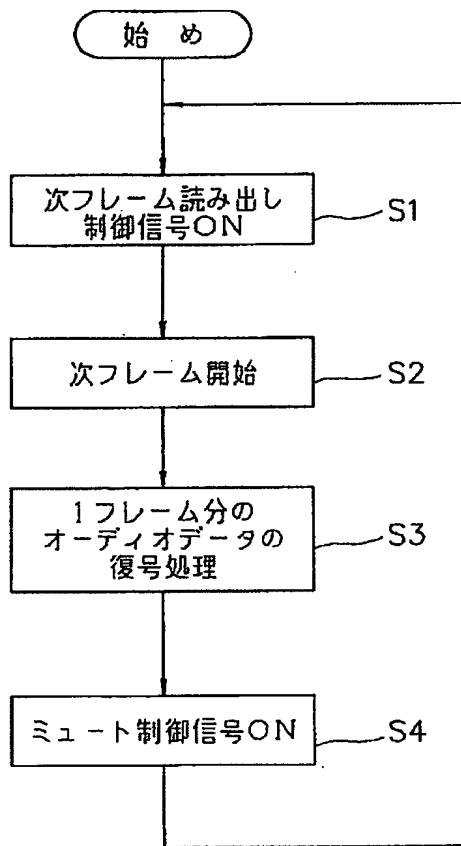 始め
次フレーム読み出し
制御信号ON
S1
次フレーム開始
S2
1フレーム分の
オーディオデータの
復号処理
S3
ミュート制御信号ON
S4